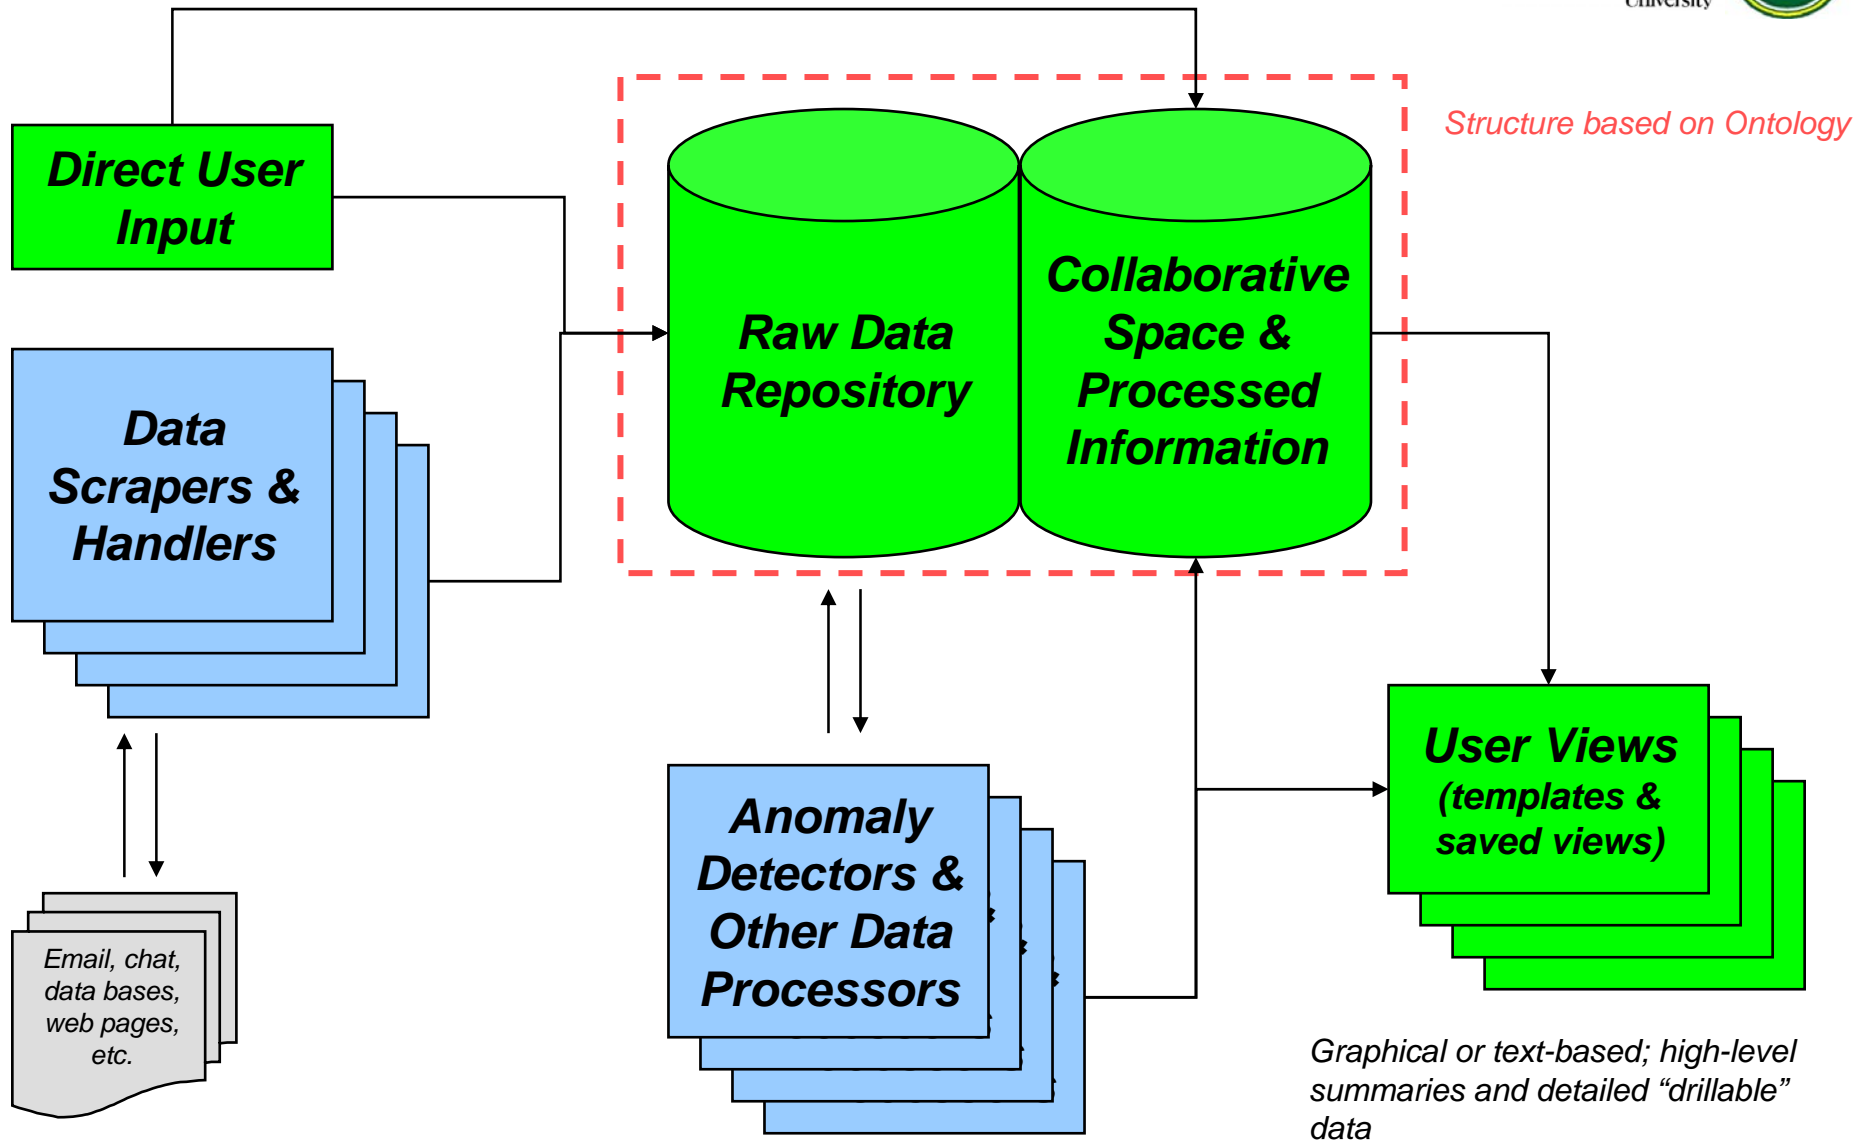 University
Structure based on Ontology
Direct User
Input
Collaborative
Space &
Processed
Information
Raw Data
Repository
Data
Scrapers &
Handlers
User Views
(templates &
saved views)
Anomaly
Detectors &
Other Data
Processors
Email, chat,
data bases,
web pages,
etc.
Graphical or text-based; high-level
summaries and detailed “drillable”
data